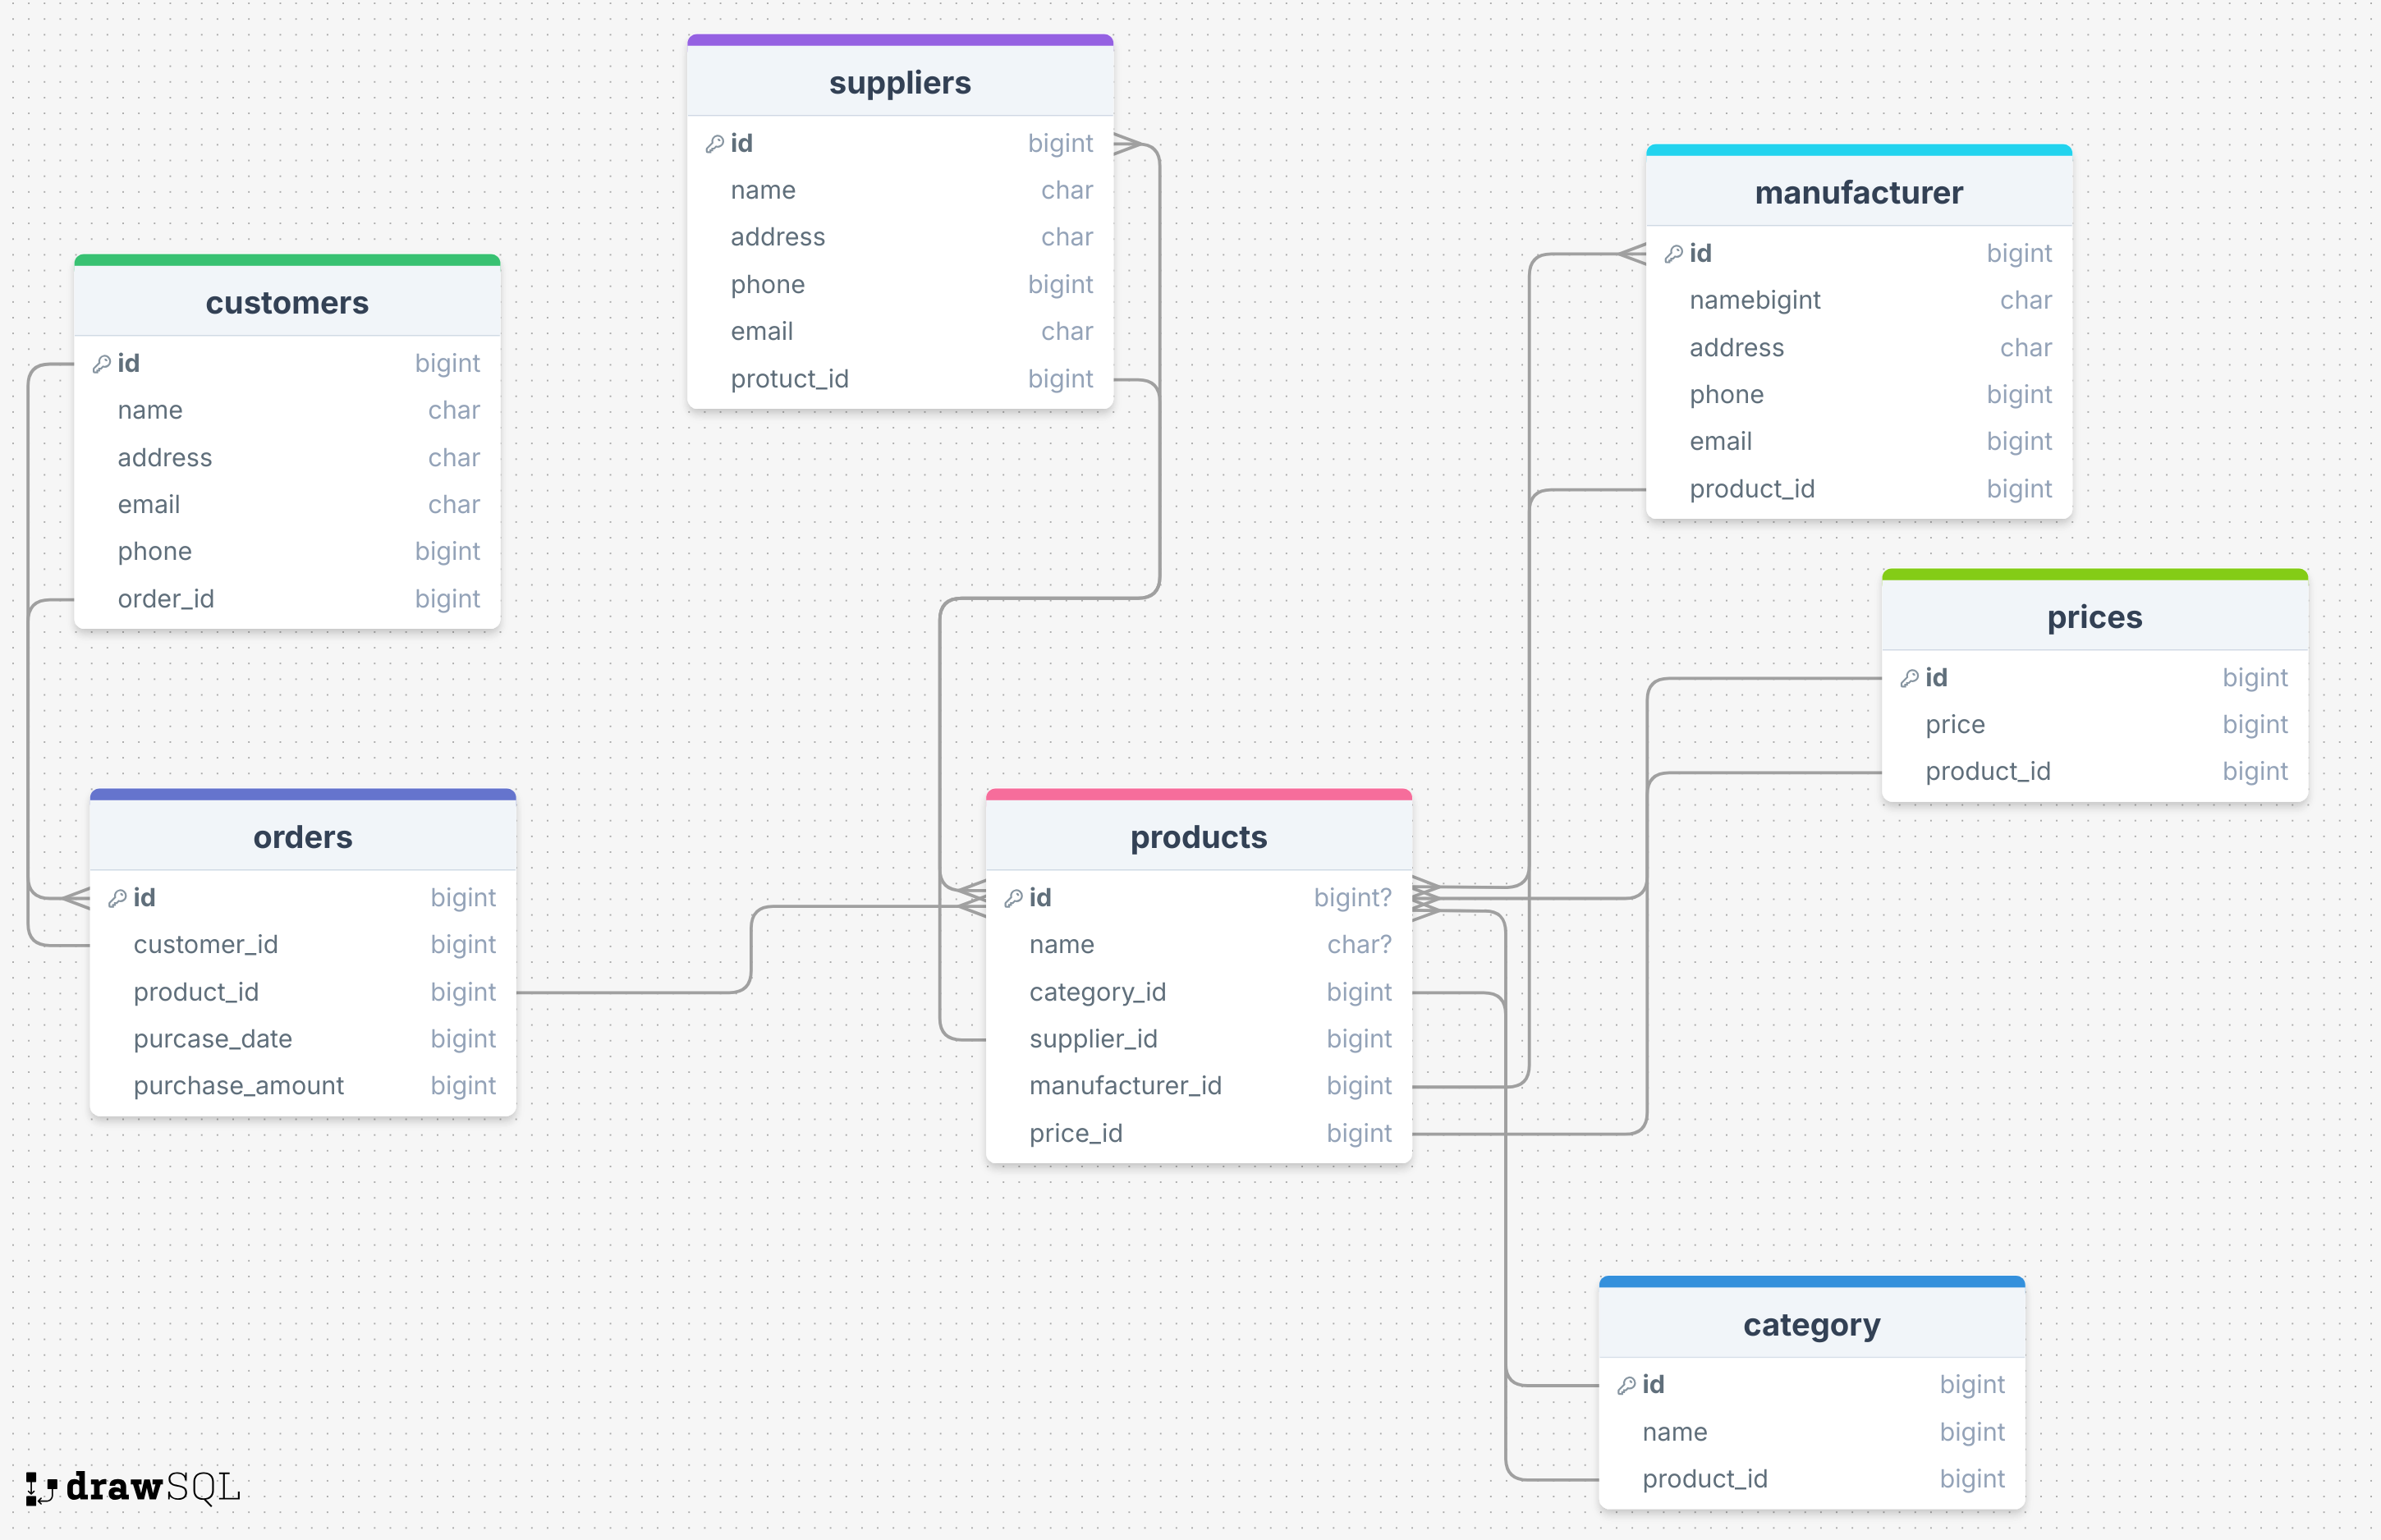 suppliers
id bigint
name char
address char
phone bigint
email char
protuct_id bigint
manufacturer
id bigint
namebigint char
address char
phone bigint
email bigint
product_id bigint
customers
id bigint
name char
address char
email char
phone bigint
order_id bigint
prices
id bigint
price bigint
product_id bigint
orders
id bigint
customer_id bigint
product_id bigint
purcase_date bigint
purchase_amount bigint
products
id bigint?
name char?
category_id bigint
supplier_id bigint
manufacturer_id bigint
price_id bigint
category
id bigint
name bigint
product_id bigint
drawSQL